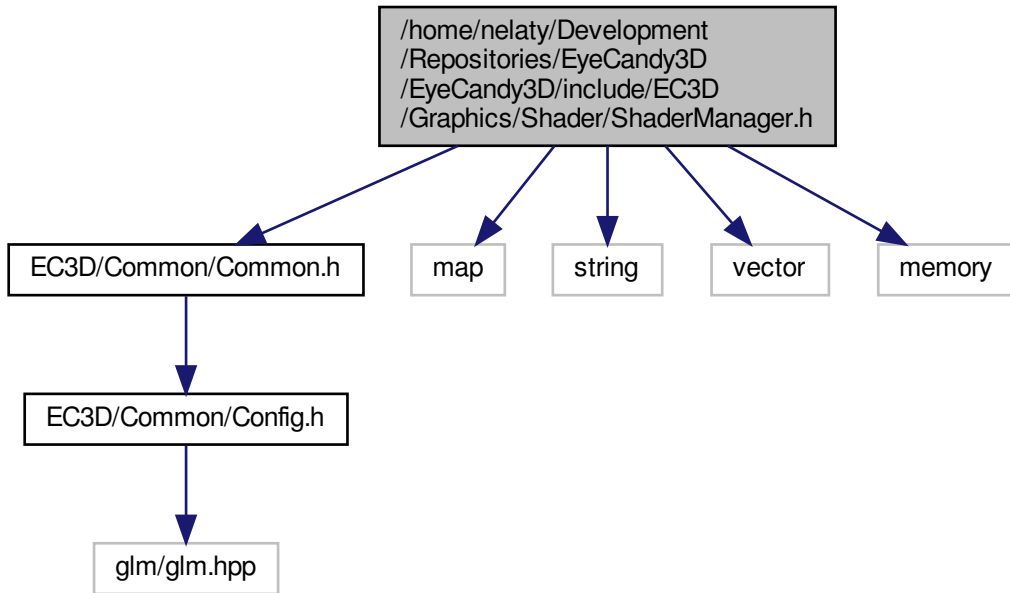 /home/nelaty/Development
/Repositories/EyeCandy3D
/EyeCandy3D/include/EC3D
/Graphics/Shader/ShaderManager.h
EC3D/Common/Common.h
map
string
vector
memory
EC3D/Common/Config.h
glm/glm.hpp